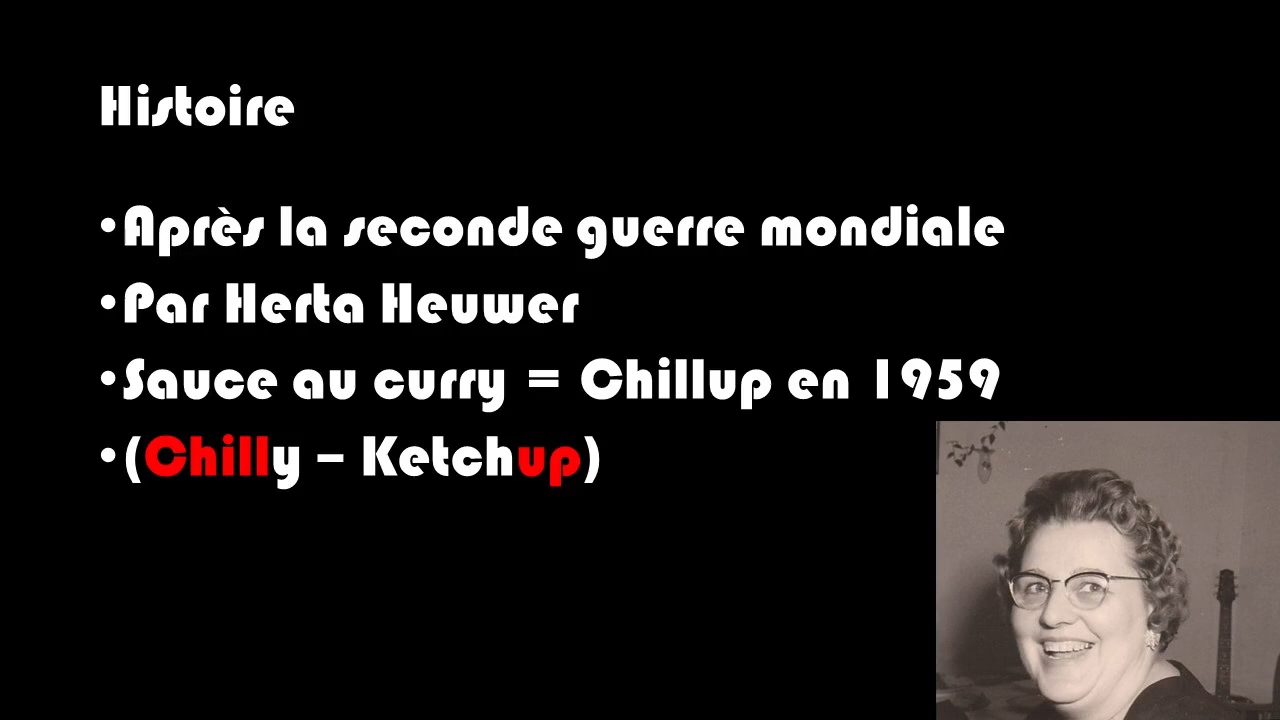 Histoire
•Après la seconde guerre mondiale
•Par Herta Heuwer
•Sauce au curry = Chillup en 1959
•(Chilly – Ketchup)